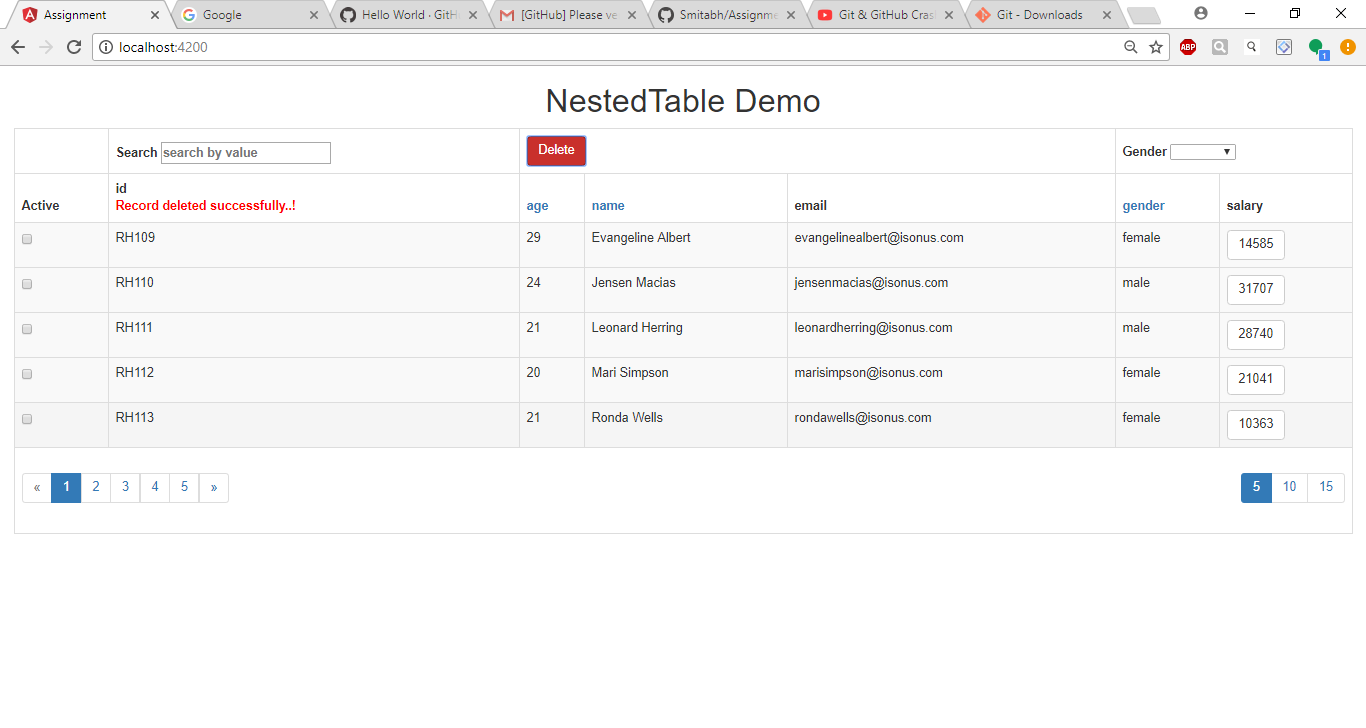 Assignment
Google
Hello World · GitH
[GitHub] Please ve
Smitabh/Assignme
Git & GitHub Cras
Git - Downloads
localhost:4200
ABP
1
NestedTable Demo
Search search by value Delete Gender
Active id age name email gender salary
Record deleted successfully..!
RH109 29 Evangeline Albert evangelinealbert@isonus.com female 14585
RH110 24 Jensen Macias jensenmacias@isonus.com male 31707
RH111 21 Leonard Herring leonardherring@isonus.com male 28740
RH112 20 Mari Simpson marisimpson@isonus.com female 21041
RH113 21 Ronda Wells rondawells@isonus.com female 10363
« 1 2 3 4 5 » 5 10 15